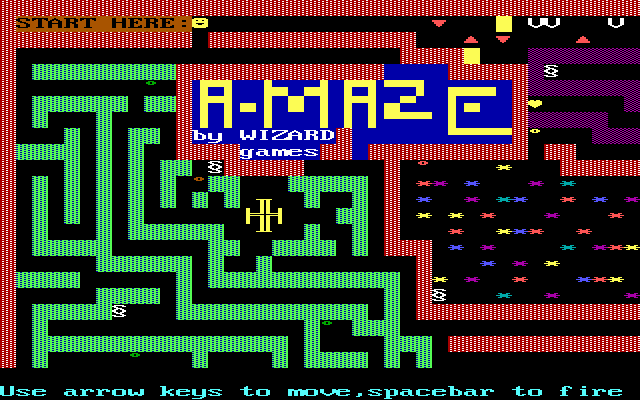 START HERE:
A-MAZE
by WIZARD
games
Use arrow keys to move,spacebar to fire